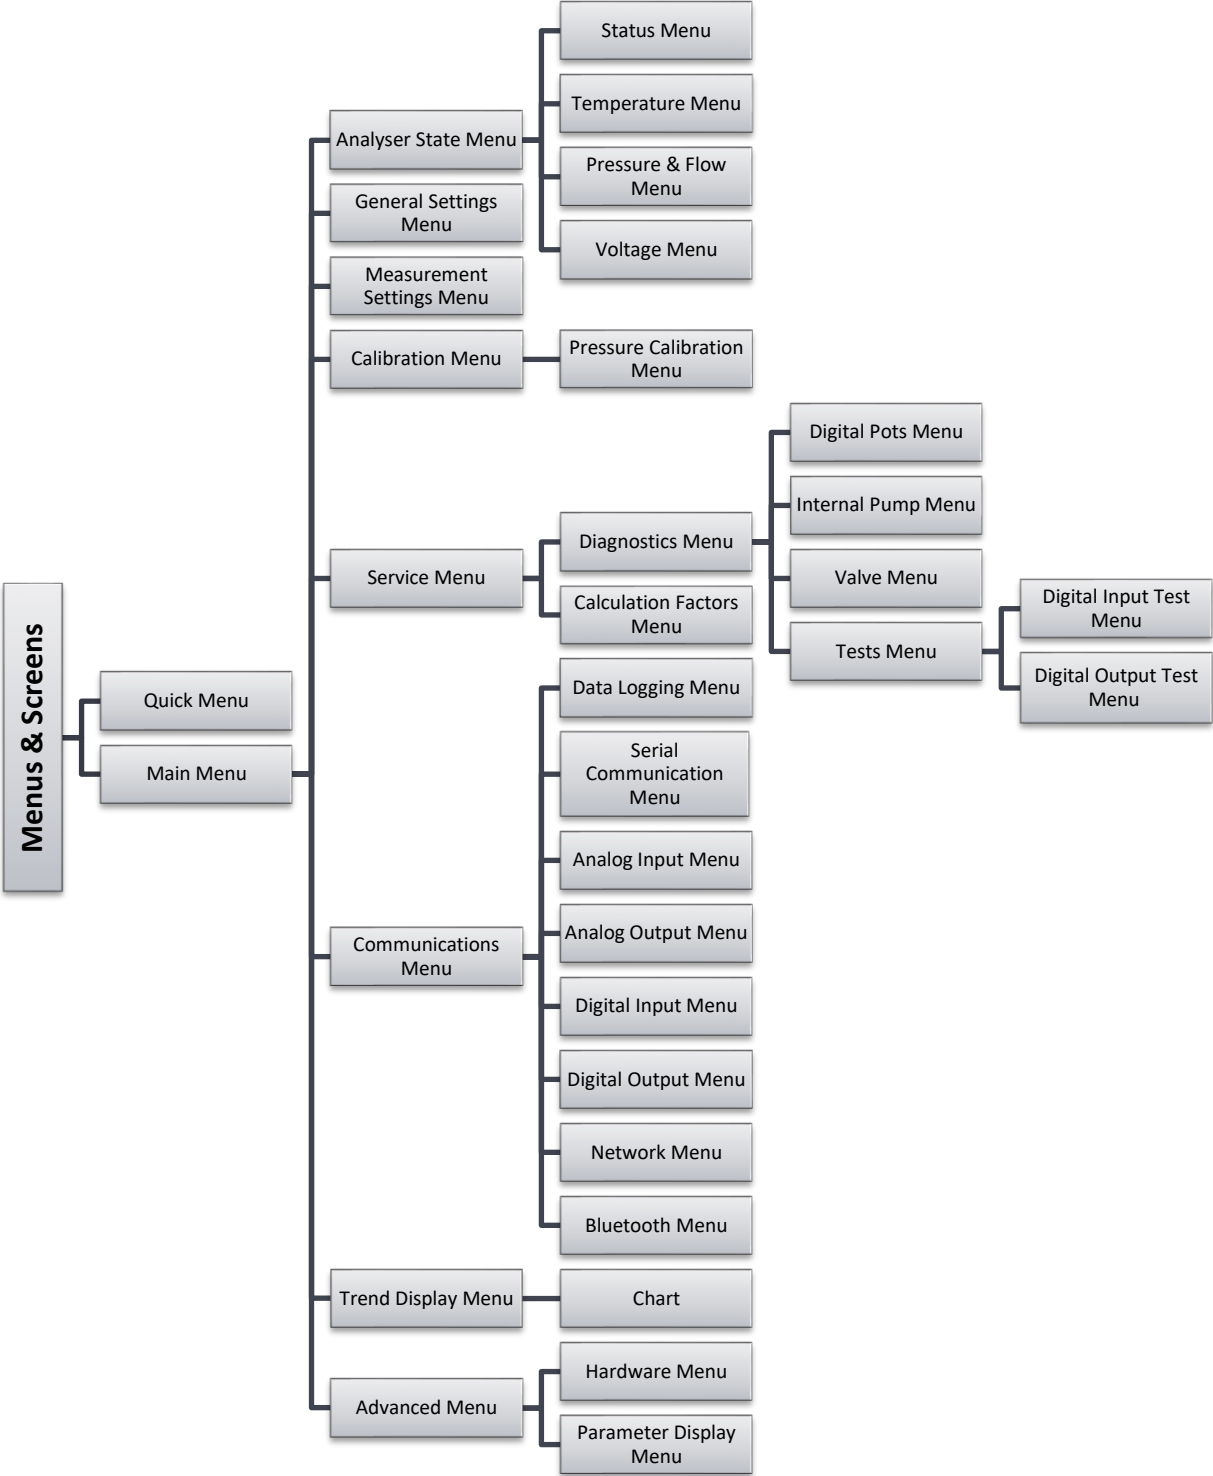 Menus & Screens
Quick Menu
Main Menu
Analyser State Menu
Status Menu
Temperature Menu
Pressure & Flow
Menu
Voltage Menu
General Settings
Menu
Measurement
Settings Menu
Calibration Menu
Pressure Calibration
Menu
Service Menu
Diagnostics Menu
Digital Pots Menu
Internal Pump Menu
Valve Menu
Tests Menu
Digital Input Test
Menu
Digital Output Test
Menu
Calculation Factors
Menu
Communications
Menu
Data Logging Menu
Serial
Communication
Menu
Analog Input Menu
Analog Output Menu
Digital Input Menu
Digital Output Menu
Network Menu
Bluetooth Menu
Trend Display Menu
Chart
Advanced Menu
Hardware Menu
Parameter Display
Menu